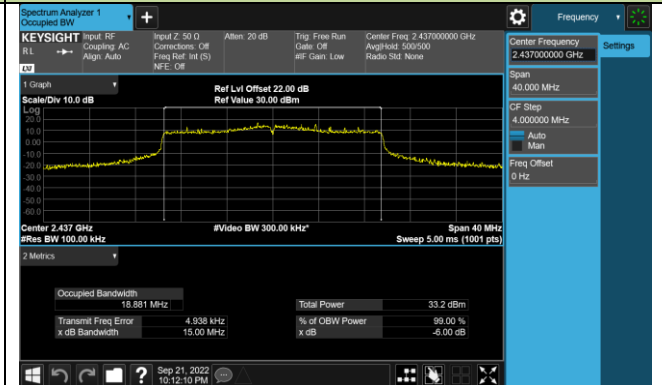 Spectrum Analyzer 1
Occupied BW
+
Frequency
KEYSIGHT
RL
LXI
Input: RF
Coupling: AC
Align: Auto
Input Z: 50 Ω
Corrections: Off
Freq Ref: Int (S)
NFE: Off
Atten: 20 dB
Trig: Free Run
Gate: Off
#IF Gain: Low
Center Freq: 2.437000000 GHz
Avg|Hold: 500/500
Radio Std: None
Center Frequency
2.437000000 GHz
Settings
Span
40.000 MHz
CF Step
4.000000 MHz
Auto
Man
Freq Offset
0 Hz
1 Graph
Scale/Div 10.0 dB
Ref Lvl Offset 22.00 dB
Ref Value 30.00 dBm
Log
20.0
10.0
0.00
-10.0
-20.0
-30.0
-40.0
-50.0
-60.0
Center 2.437 GHz
#Res BW 100.00 kHz
#Video BW 300.00 kHz*
Span 40 MHz
Sweep 5.00 ms (1001 pts)
2 Metrics
Occupied Bandwidth
18.881 MHz
Total Power 33.2 dBm
Transmit Freq Error 4.938 kHz
% of OBW Power 99.00 %
x dB Bandwidth 15.00 MHz
x dB -6.00 dB
?
Sep 21, 2022
10:12:10 PM